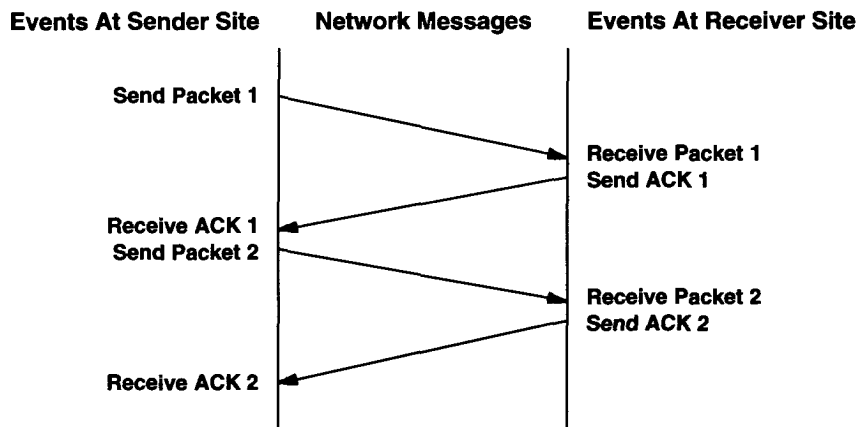 Events At Sender Site
Network Messages
Events At Receiver Site
Send Packet 1
Receive Packet 1
Send ACK 1
Receive ACK 1
Send Packet 2
Receive Packet 2
Send ACK 2
Receive ACK 2